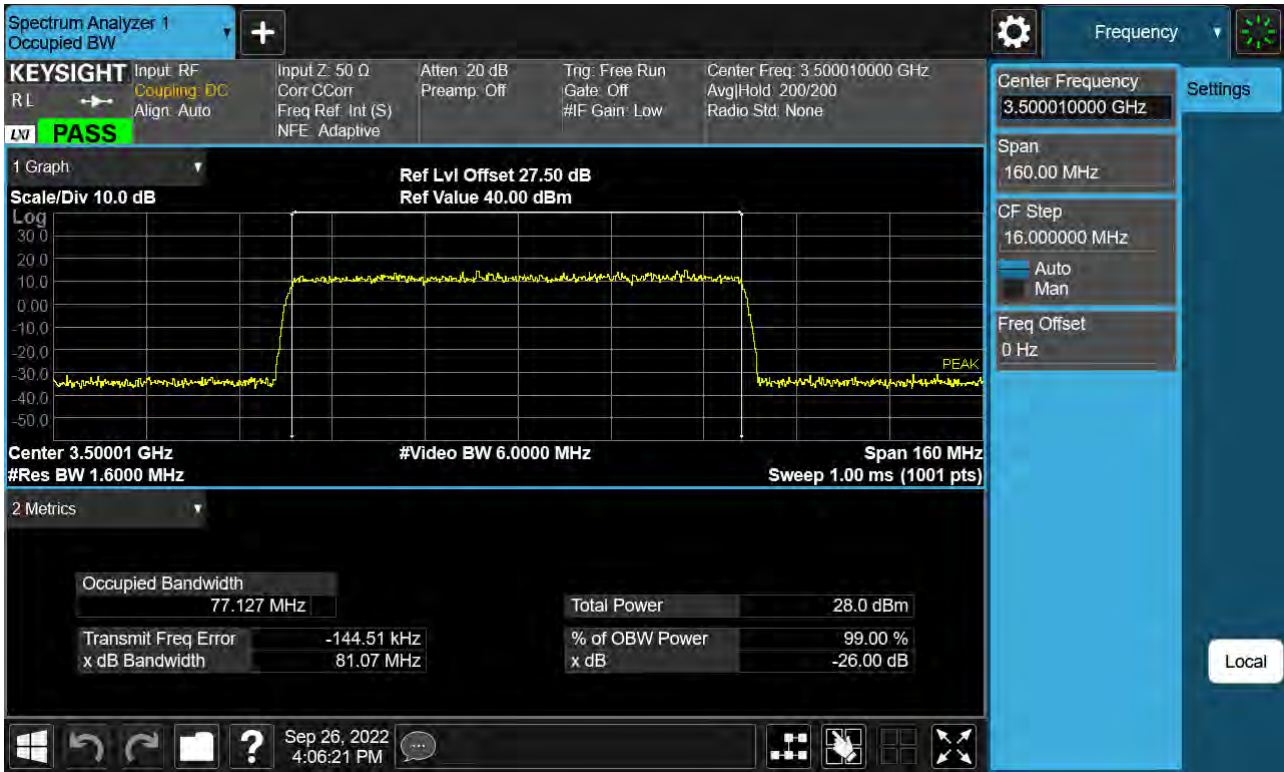 Spectrum Analyzer 1
Occupied BW
+
Frequency
KEYSIGHT
RL
LXI
PASS
Input: RF
Coupling: DC
Align: Auto
Input Z: 50 Ω
Corr CCorr
Freq Ref: Int (S)
NFE: Adaptive
Atten: 20 dB
Preamp: Off
Trig: Free Run
Gate: Off
#IF Gain: Low
Center Freq: 3.500010000 GHz
Avg|Hold: 200/200
Radio Std: None
Center Frequency
3.500010000 GHz
Settings
Span
160.00 MHz
CF Step
16.000000 MHz
Auto
Man
Freq Offset
0 Hz
1 Graph
Scale/Div 10.0 dB
Ref Lvl Offset 27.50 dB
Ref Value 40.00 dBm
Log
30.0
20.0
10.0
0.00
-10.0
-20.0
-30.0
-40.0
-50.0
PEAK
Center 3.50001 GHz
#Video BW 6.0000 MHz
Span 160 MHz
#Res BW 1.6000 MHz
Sweep 1.00 ms (1001 pts)
2 Metrics
Occupied Bandwidth
77.127 MHz
Transmit Freq Error -144.51 kHz
x dB Bandwidth 81.07 MHz
Total Power 28.0 dBm
% of OBW Power 99.00 %
x dB -26.00 dB
Local
?
Sep 26, 2022
4:06:21 PM